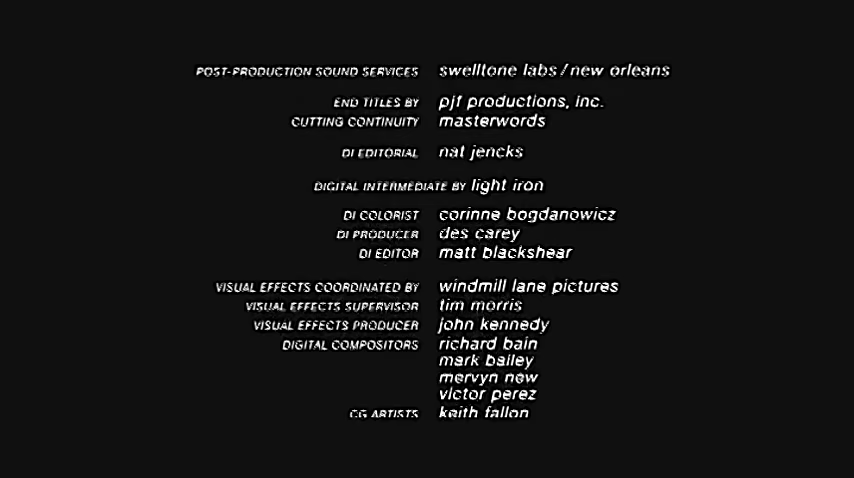 POST-PRODUCTION SOUND SERVICES swelltone labs / new orleans
END TITLES BY pjf productions, inc.
CUTTING CONTINUITY masterwords
DI EDITORIAL nat jencks
DIGITAL INTERMEDIATE BY light iron
DI COLORIST corinne bogdanowicz
DI PRODUCER des carey
DI EDITOR matt blackshear
VISUAL EFFECTS COORDINATED BY windmill lane pictures
VISUAL EFFECTS SUPERVISOR tim morris
VISUAL EFFECTS PRODUCER john kennedy
DIGITAL COMPOSITORS richard bain
mark bailey
mervyn new
victor perez
CG ARTISTS keith fallon